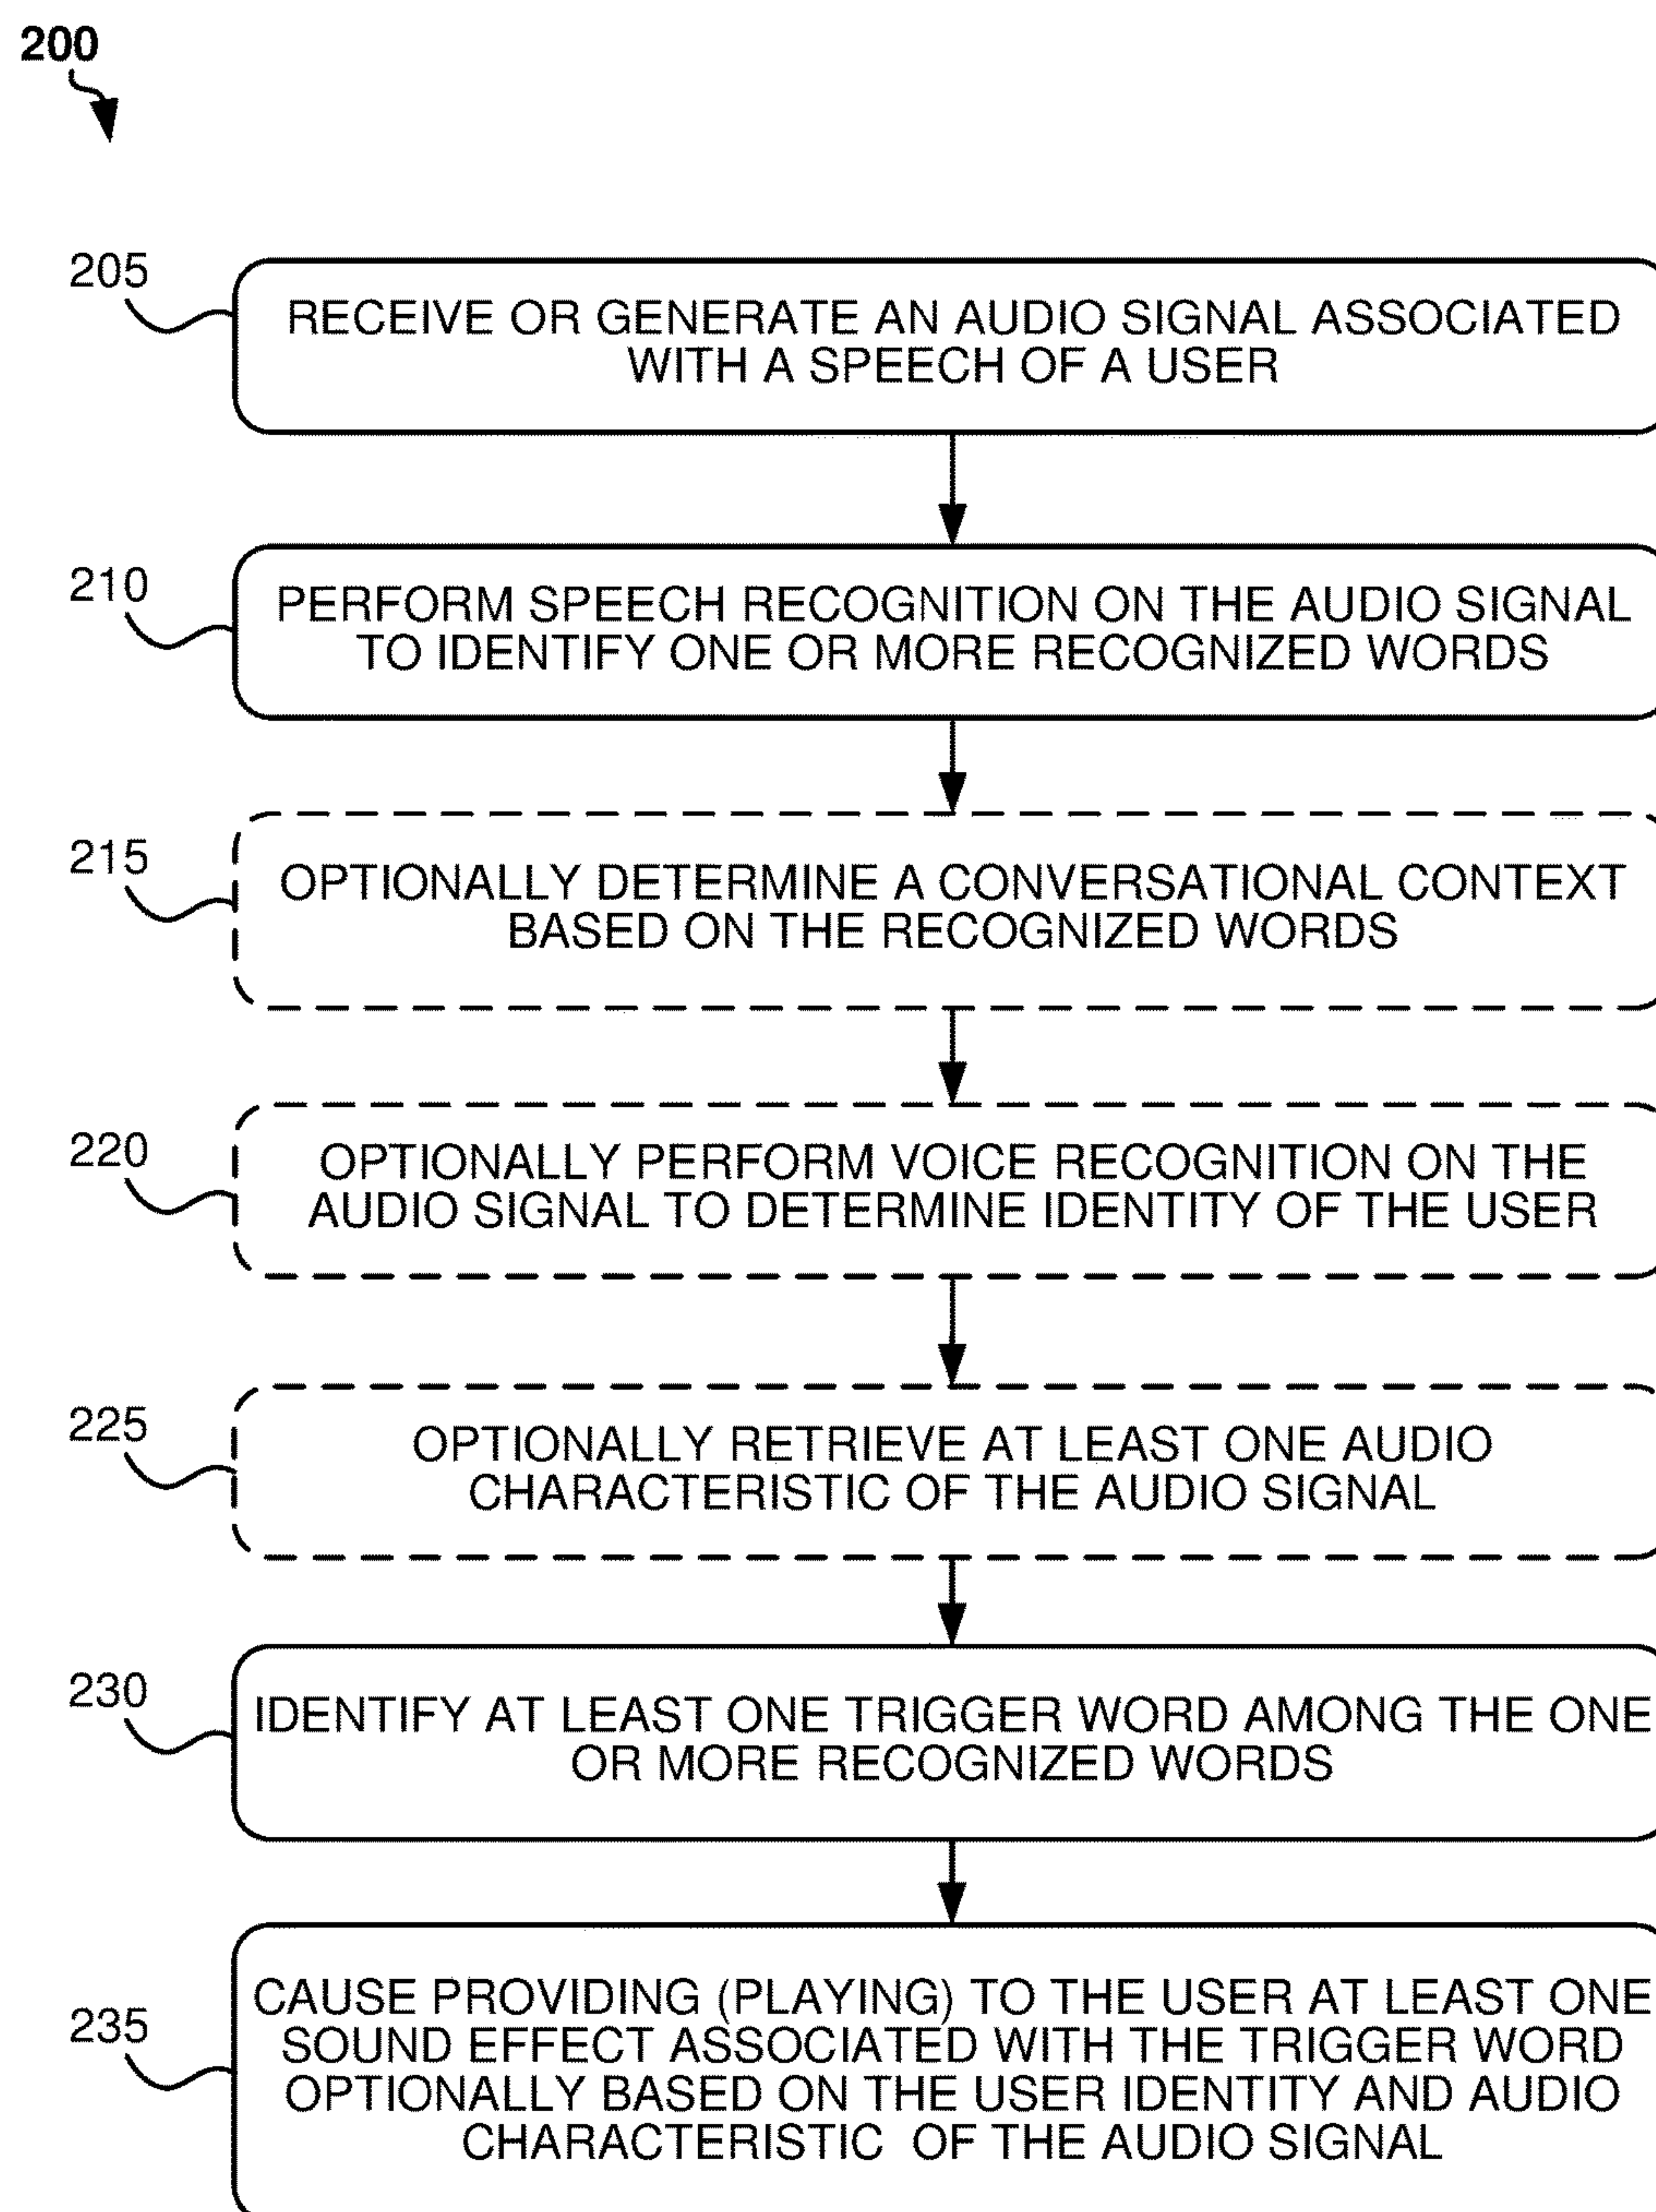 200
205
RECEIVE OR GENERATE AN AUDIO SIGNAL ASSOCIATED
WITH A SPEECH OF A USER
210
PERFORM SPEECH RECOGNITION ON THE AUDIO SIGNAL
TO IDENTIFY ONE OR MORE RECOGNIZED WORDS
215
OPTIONALLY DETERMINE A CONVERSATIONAL CONTEXT
BASED ON THE RECOGNIZED WORDS
220
OPTIONALLY PERFORM VOICE RECOGNITION ON THE
AUDIO SIGNAL TO DETERMINE IDENTITY OF THE USER
225
OPTIONALLY RETRIEVE AT LEAST ONE AUDIO
CHARACTERISTIC OF THE AUDIO SIGNAL
230
IDENTIFY AT LEAST ONE TRIGGER WORD AMONG THE ONE
OR MORE RECOGNIZED WORDS
235
CAUSE PROVIDING (PLAYING) TO THE USER AT LEAST ONE
SOUND EFFECT ASSOCIATED WITH THE TRIGGER WORD
OPTIONALLY BASED ON THE USER IDENTITY AND AUDIO
CHARACTERISTIC OF THE AUDIO SIGNAL